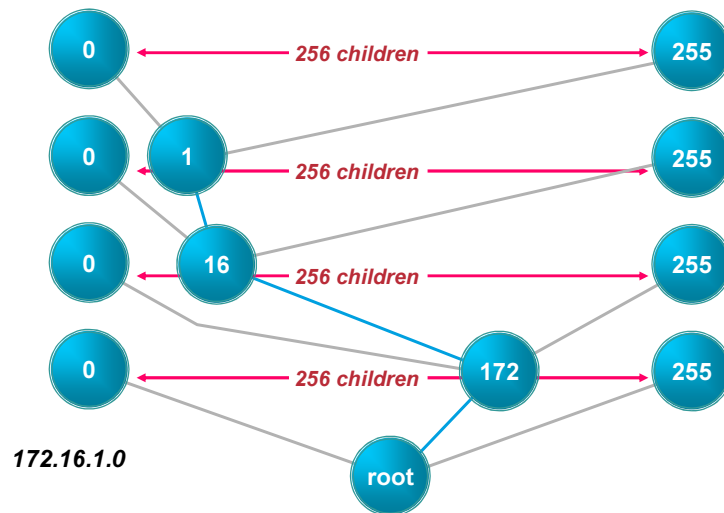 0 256 children 255
0 1 256 children 255
0 16 256 children 255
0 256 children 172 255
172.16.1.0
root